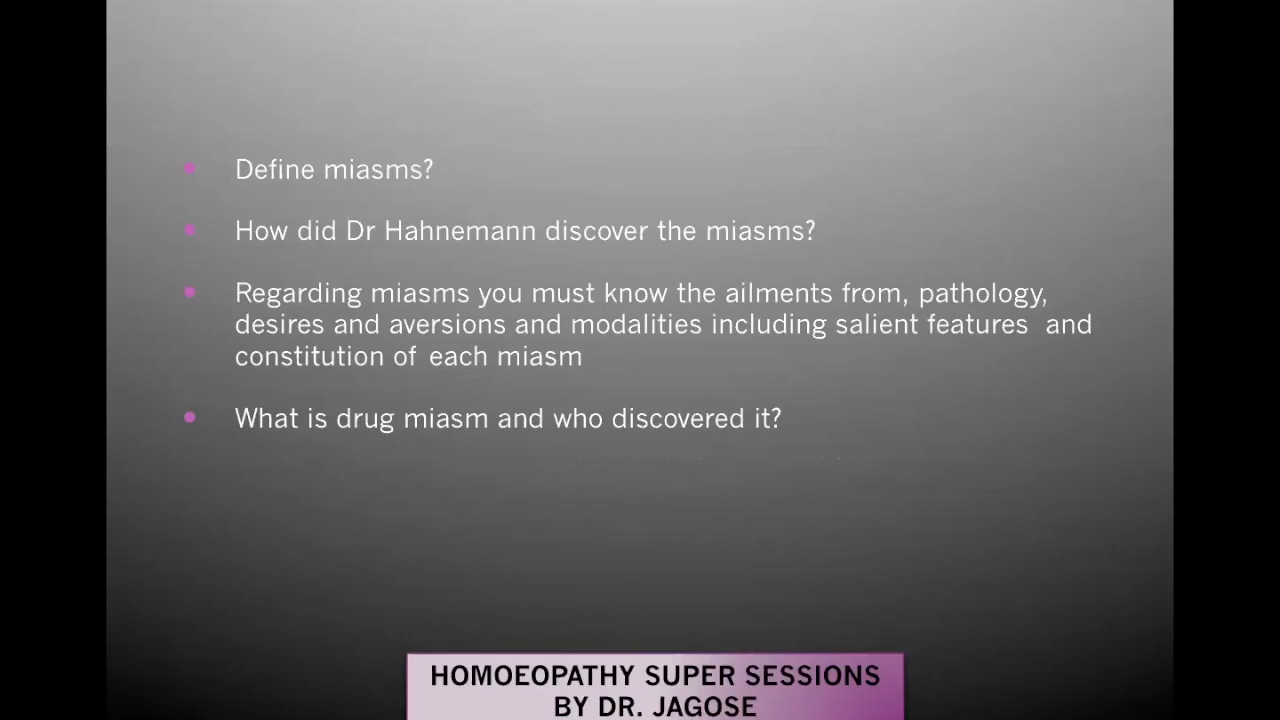 Define miasms?
How did Dr Hahnemann discover the miasms?
Regarding miasms you must know the ailments from, pathology,
desires and aversions and modalities including salient features and
constitution of each miasm
What is drug miasm and who discovered it?
HOMOEOPATHY SUPER SESSIONS
BY DR. JAGOSE